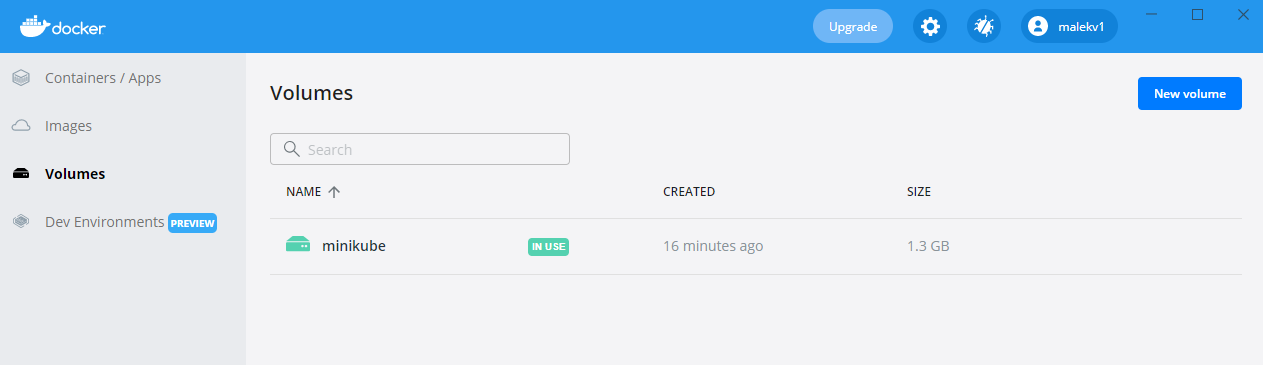 docker
Upgrade
malekv1
Containers / Apps
Images
Volumes
Dev Environments PREVIEW
Volumes
New volume
Search
NAME CREATED SIZE
minikube IN USE 16 minutes ago 1.3 GB